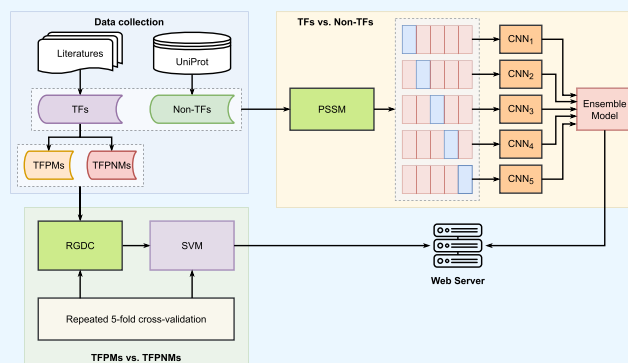 Data collection
Literatures
UniProt
TFs
Non-TFs
TFPMs
TFPNMs
TFs vs. Non-TFs
PSSM
CNN1
CNN2
CNN3
CNN4
CNN5
Ensemble
Model
RGDC
SVM
Repeated 5-fold cross-validation
TFPMs vs. TFPNMs
Web Server